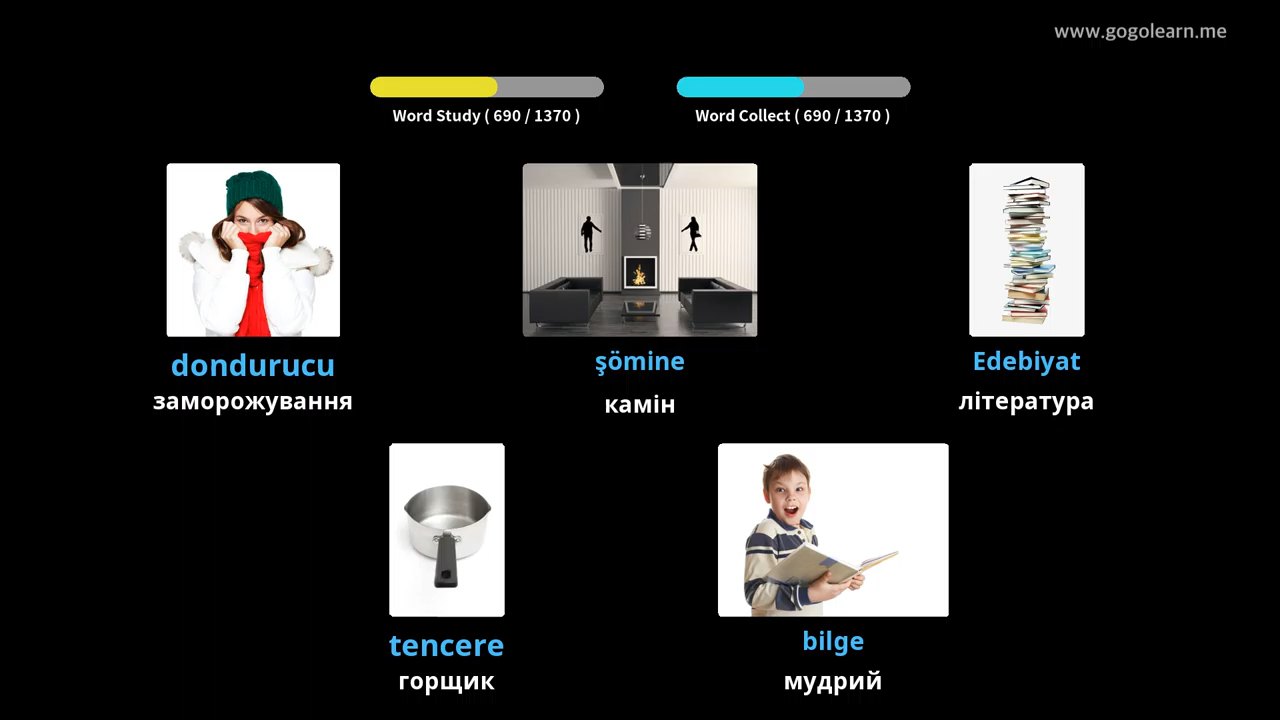 www.gogolearn.me
Word Study ( 690 / 1370 )
Word Collect ( 690 / 1370 )
dondurucu
заморожування
şömine
камін
Edebiyat
література
tencere
горщик
bilge
мудрий